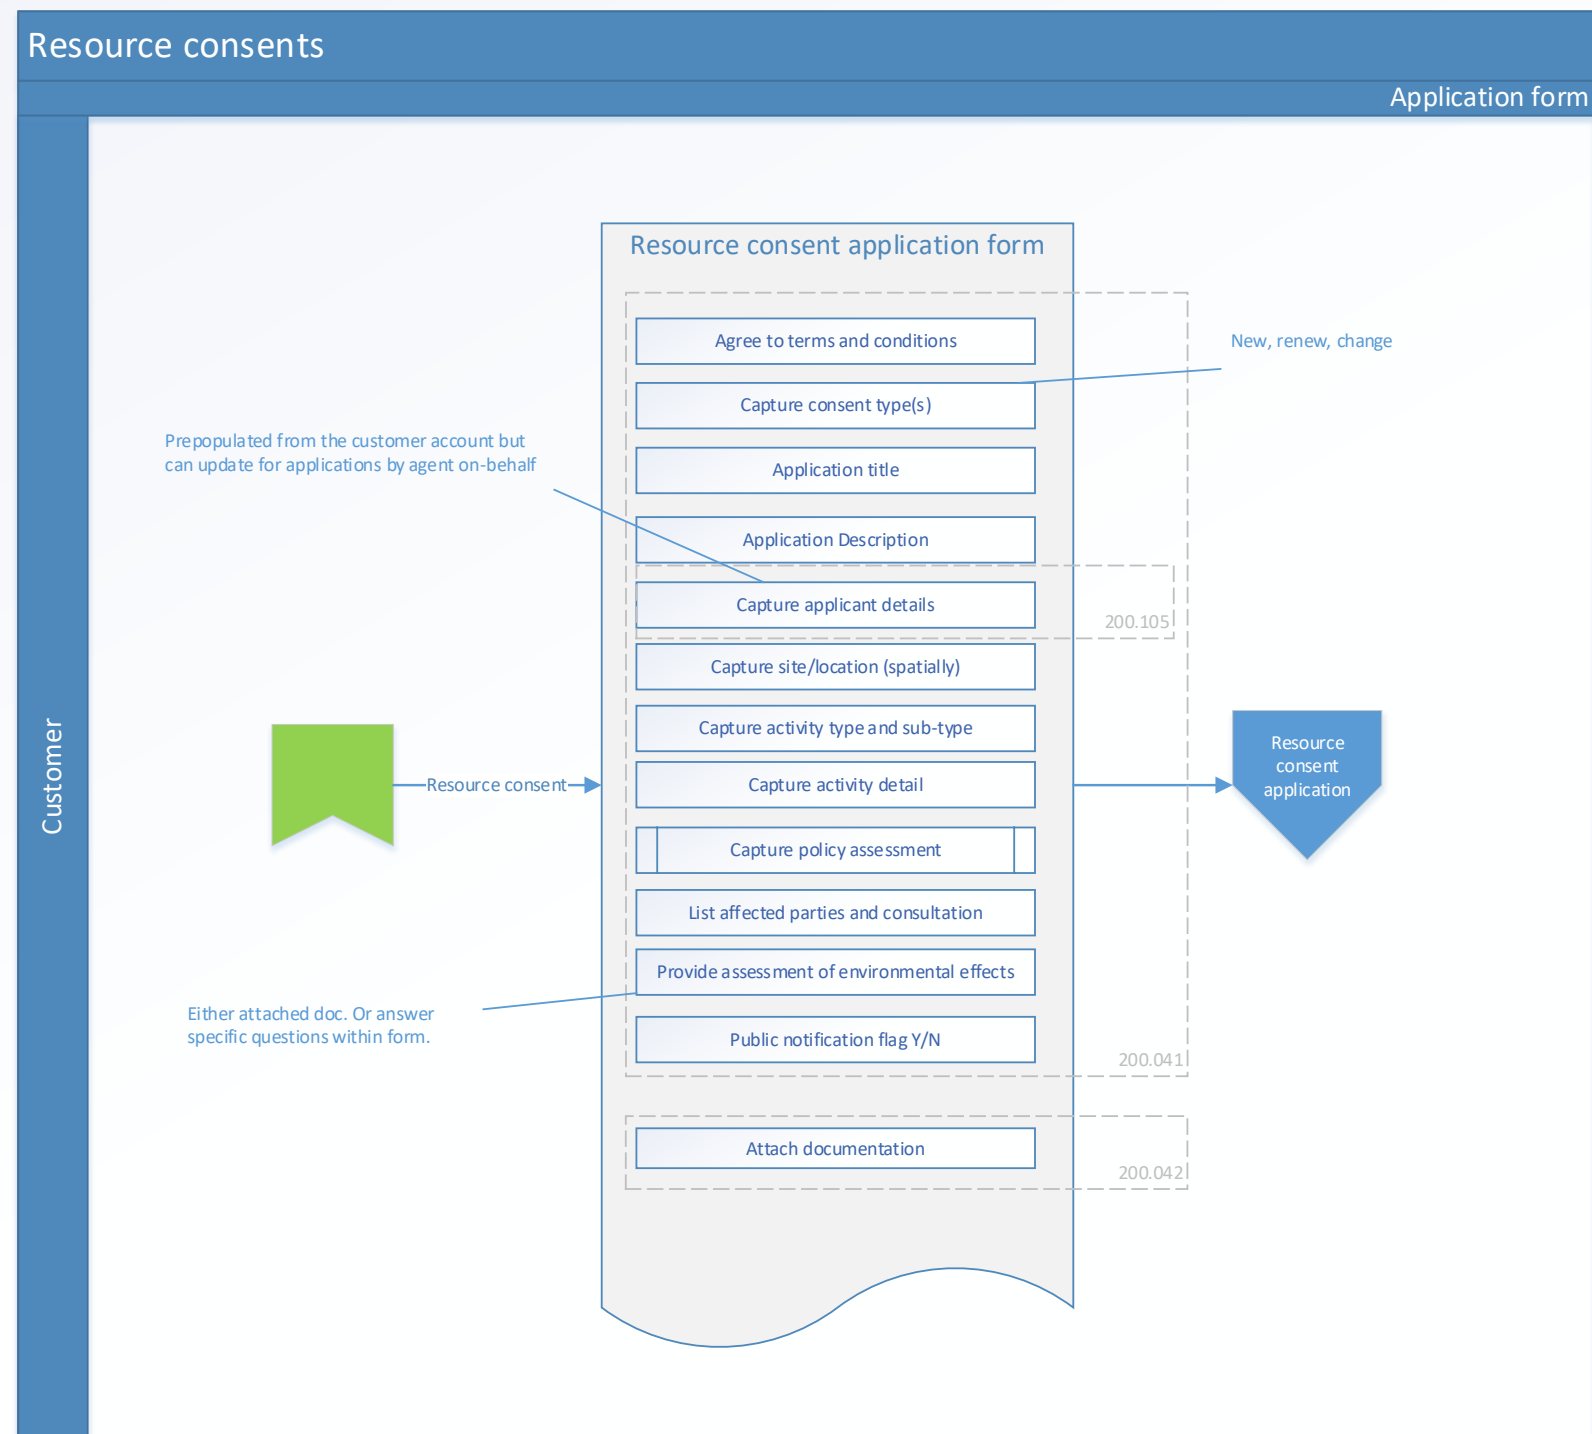 Resource consents
Application form
Customer
Resource consent application form
Agree to terms and conditions
New, renew, change
Capture consent type(s)
Prepopulated from the customer account but
can update for applications by agent on-behalf
Application title
Application Description
Capture applicant details
200.105
Capture site/location (spatially)
Capture activity type and sub-type
Resource consent
Capture activity detail
Resource
consent
application
Capture policy assessment
List affected parties and consultation
Provide assessment of environmental effects
Either attached doc. Or answer
specific questions within form.
Public notification flag Y/N
200.041
Attach documentation
200.042